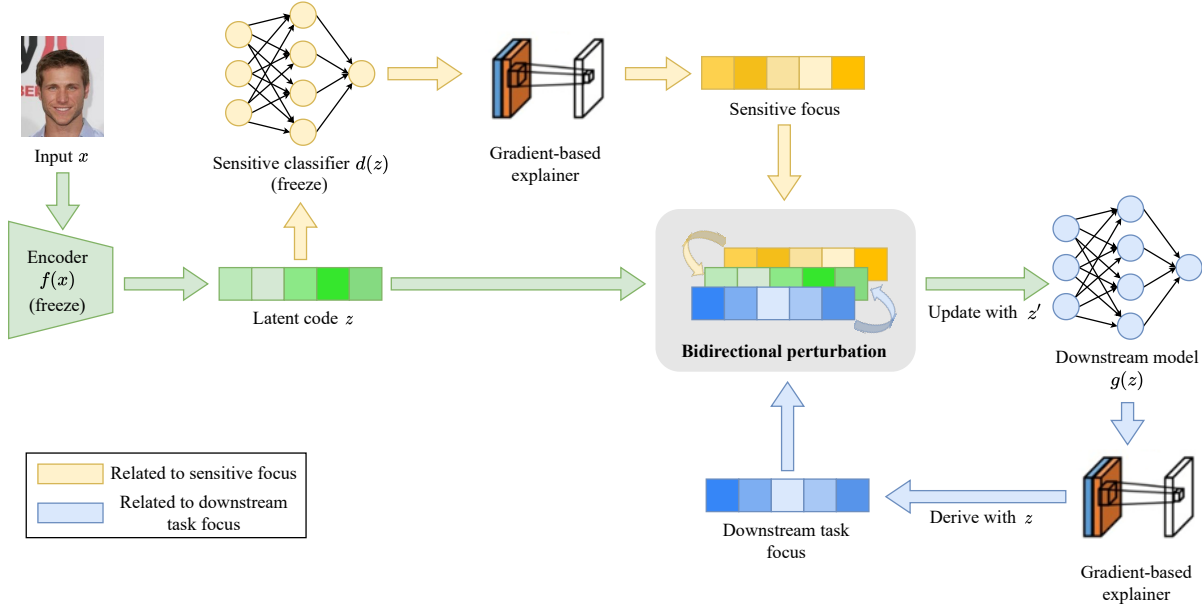 Input x
Encoder
f(x)
(freeze)
Sensitive classifier d(z)
(freeze)
Gradient-based
explainer
Sensitive focus
Latent code z
Bidirectional perturbation
Update with z′
Downstream model
g(z)
Gradient-based
explainer
Derive with z
Downstream task
focus
Related to sensitive focus
Related to downstream
task focus